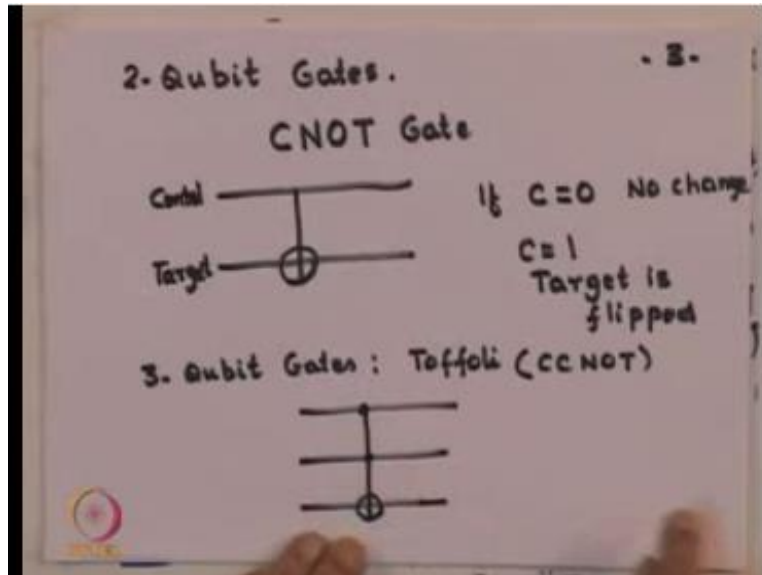 2-Qubit Gates.
- 3-
CNOT Gate
Control
If C=0 No change
Target
C=1
Target is
flipped
3-Qubit Gates: Toffoli (CCNOT)